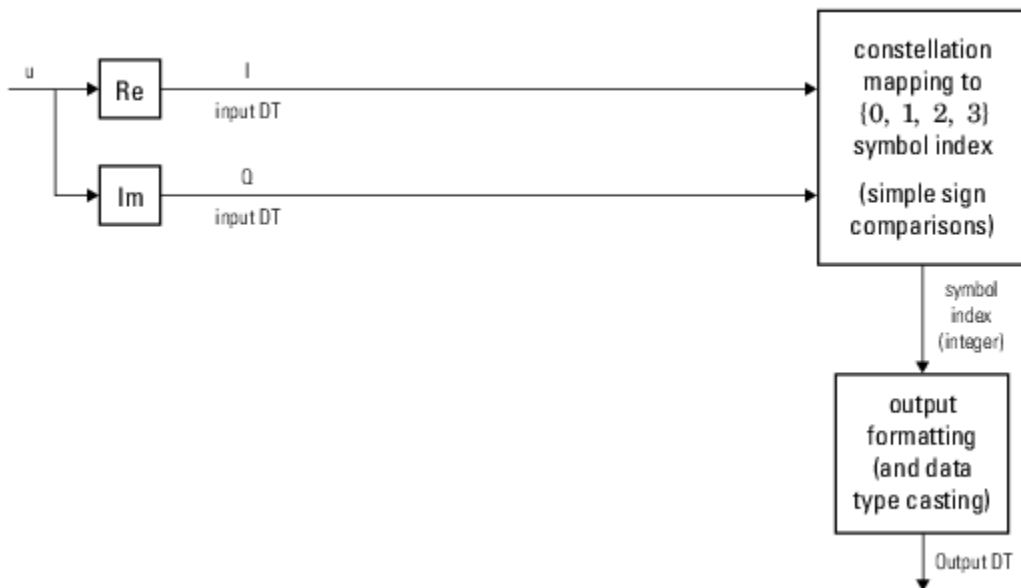 u
Re
I
input DT
Im
Q
input DT
constellation
mapping to
{0, 1, 2, 3}
symbol index
(simple sign
comparisons)
symbol
index
(integer)
output
formatting
(and data
type casting)
Output DT